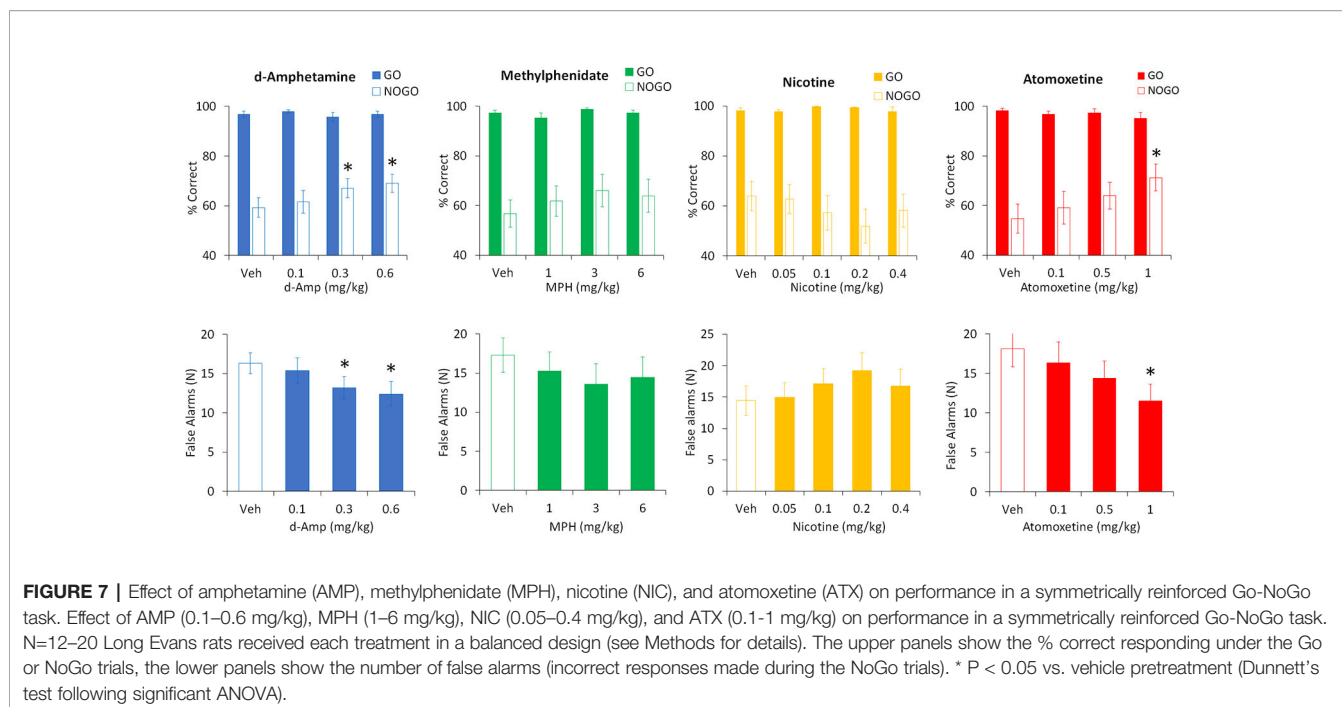 d-Amphetamine
GO
NOGO
% Correct
100
80
60
40
*
*
Veh 0.1 0.3 0.6
d-Amp (mg/kg)
Methylphenidate
GO
NOGO
% Correct
100
80
60
40
Veh 1 3 6
MPH (mg/kg)
Nicotine
GO
NOGO
% Correct
100
80
60
40
Veh 0.05 0.1 0.2 0.4
Nicotine (mg/kg)
Atomoxetine
GO
NOGO
% Correct
100
80
60
40
*
Veh 0.1 0.5 1
Atomoxetine (mg/kg)
False Alarms (N)
20
15
10
5
0
*
*
Veh 0.1 0.3 0.6
d-Amp (mg/kg)
False Alarms (N)
20
15
10
5
0
Veh 1 3 6
MPH (mg/kg)
False alarms (N)
25
20
15
10
5
0
Veh 0.05 0.1 0.2 0.4
Nicotine (mg/kg)
False Alarms (N)
20
15
10
5
0
*
Veh 0.1 0.5 1
Atomoxetine (mg/kg)
FIGURE 7 | Effect of amphetamine (AMP), methylphenidate (MPH), nicotine (NIC), and atomoxetine (ATX) on performance in a symmetrically reinforced Go-NoGo
task. Effect of AMP (0.1–0.6 mg/kg), MPH (1–6 mg/kg), NIC (0.05–0.4 mg/kg), and ATX (0.1-1 mg/kg) on performance in a symmetrically reinforced Go-NoGo task.
N=12–20 Long Evans rats received each treatment in a balanced design (see Methods for details). The upper panels show the % correct responding under the Go
or NoGo trials, the lower panels show the number of false alarms (incorrect responses made during the NoGo trials). * P < 0.05 vs. vehicle pretreatment (Dunnett's
test following significant ANOVA).